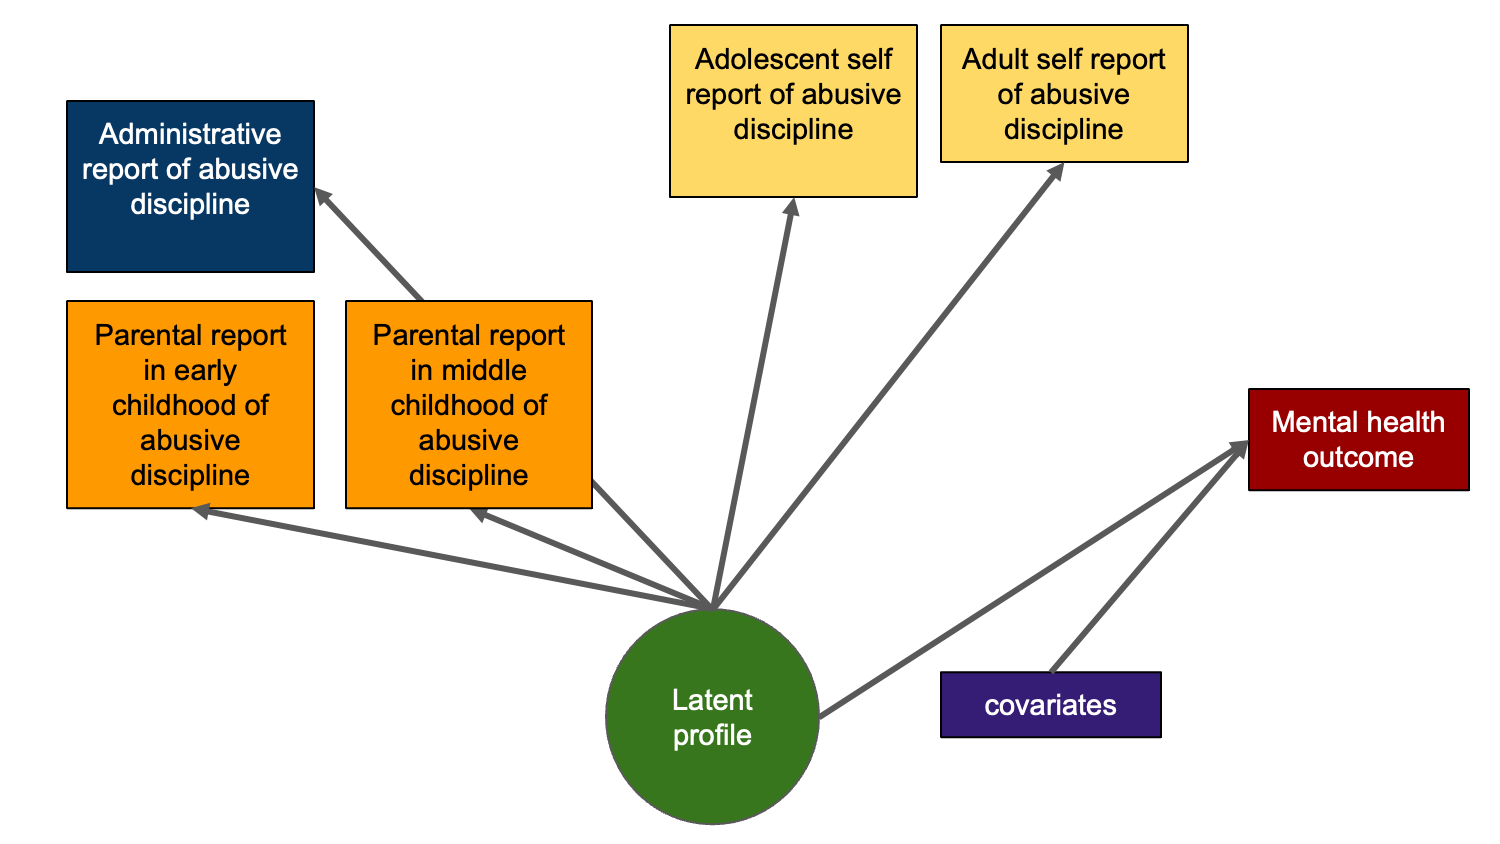 Administrative
report of abusive
discipline
Adolescent self
report of abusive
discipline
Adult self report
of abusive
discipline
Parental report
in early
childhood of
abusive
discipline
Parental report
in middle
childhood of
abusive
discipline
Mental health
outcome
Latent
profile
covariates